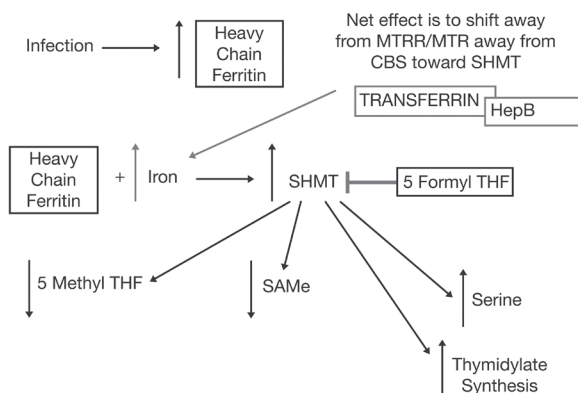 Infection
Heavy
Chain
Ferritin
Net effect is to shift away
from MTRR/MTR away from
CBS toward SHMT
TRANSFERRIN
HepB
Heavy
Chain
Ferritin
+ Iron
SHMT
5 Formyl THF
5 Methyl THF
SAMe
Serine
Thymidylate
Synthesis